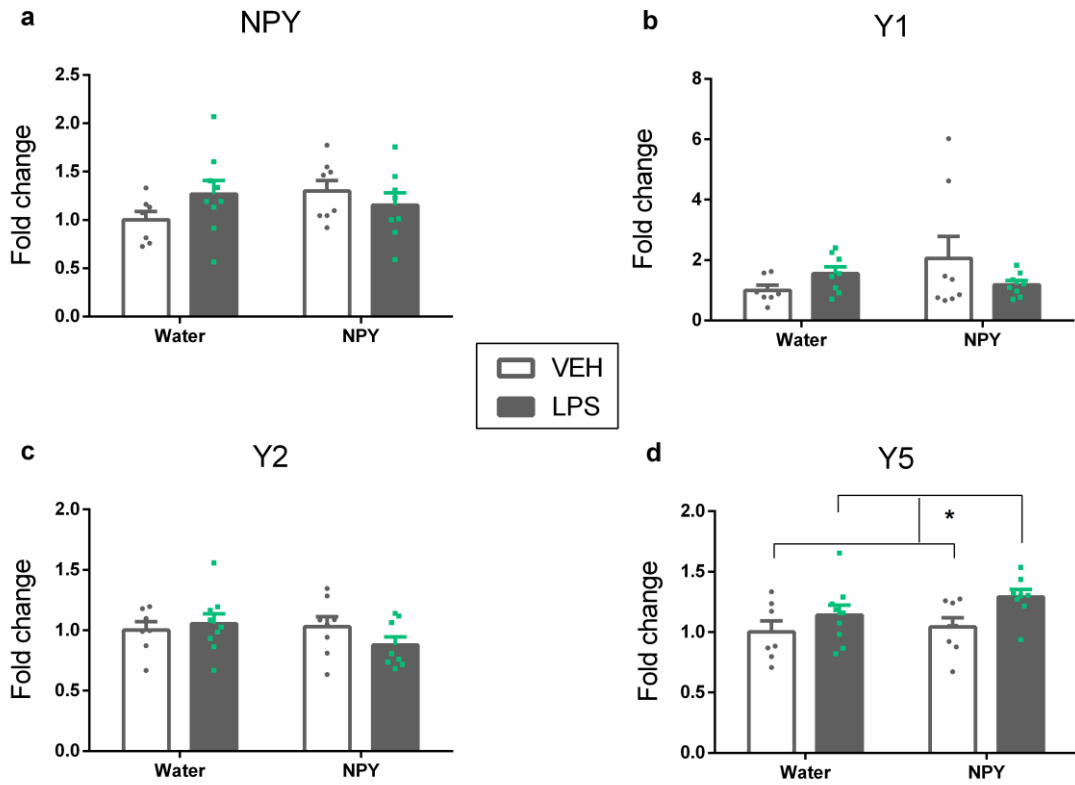 a
NPY
Fold change
2.5
2.0
1.5
1.0
0.5
0.0
Water
NPY
b
Y1
Fold change
8
6
4
2
0
Water
NPY
VEH
LPS
c
Y2
Fold change
2.0
1.5
1.0
0.5
0.0
Water
NPY
d
Y5
Fold change
2.0
1.5
1.0
0.5
0.0
*
Water
NPY